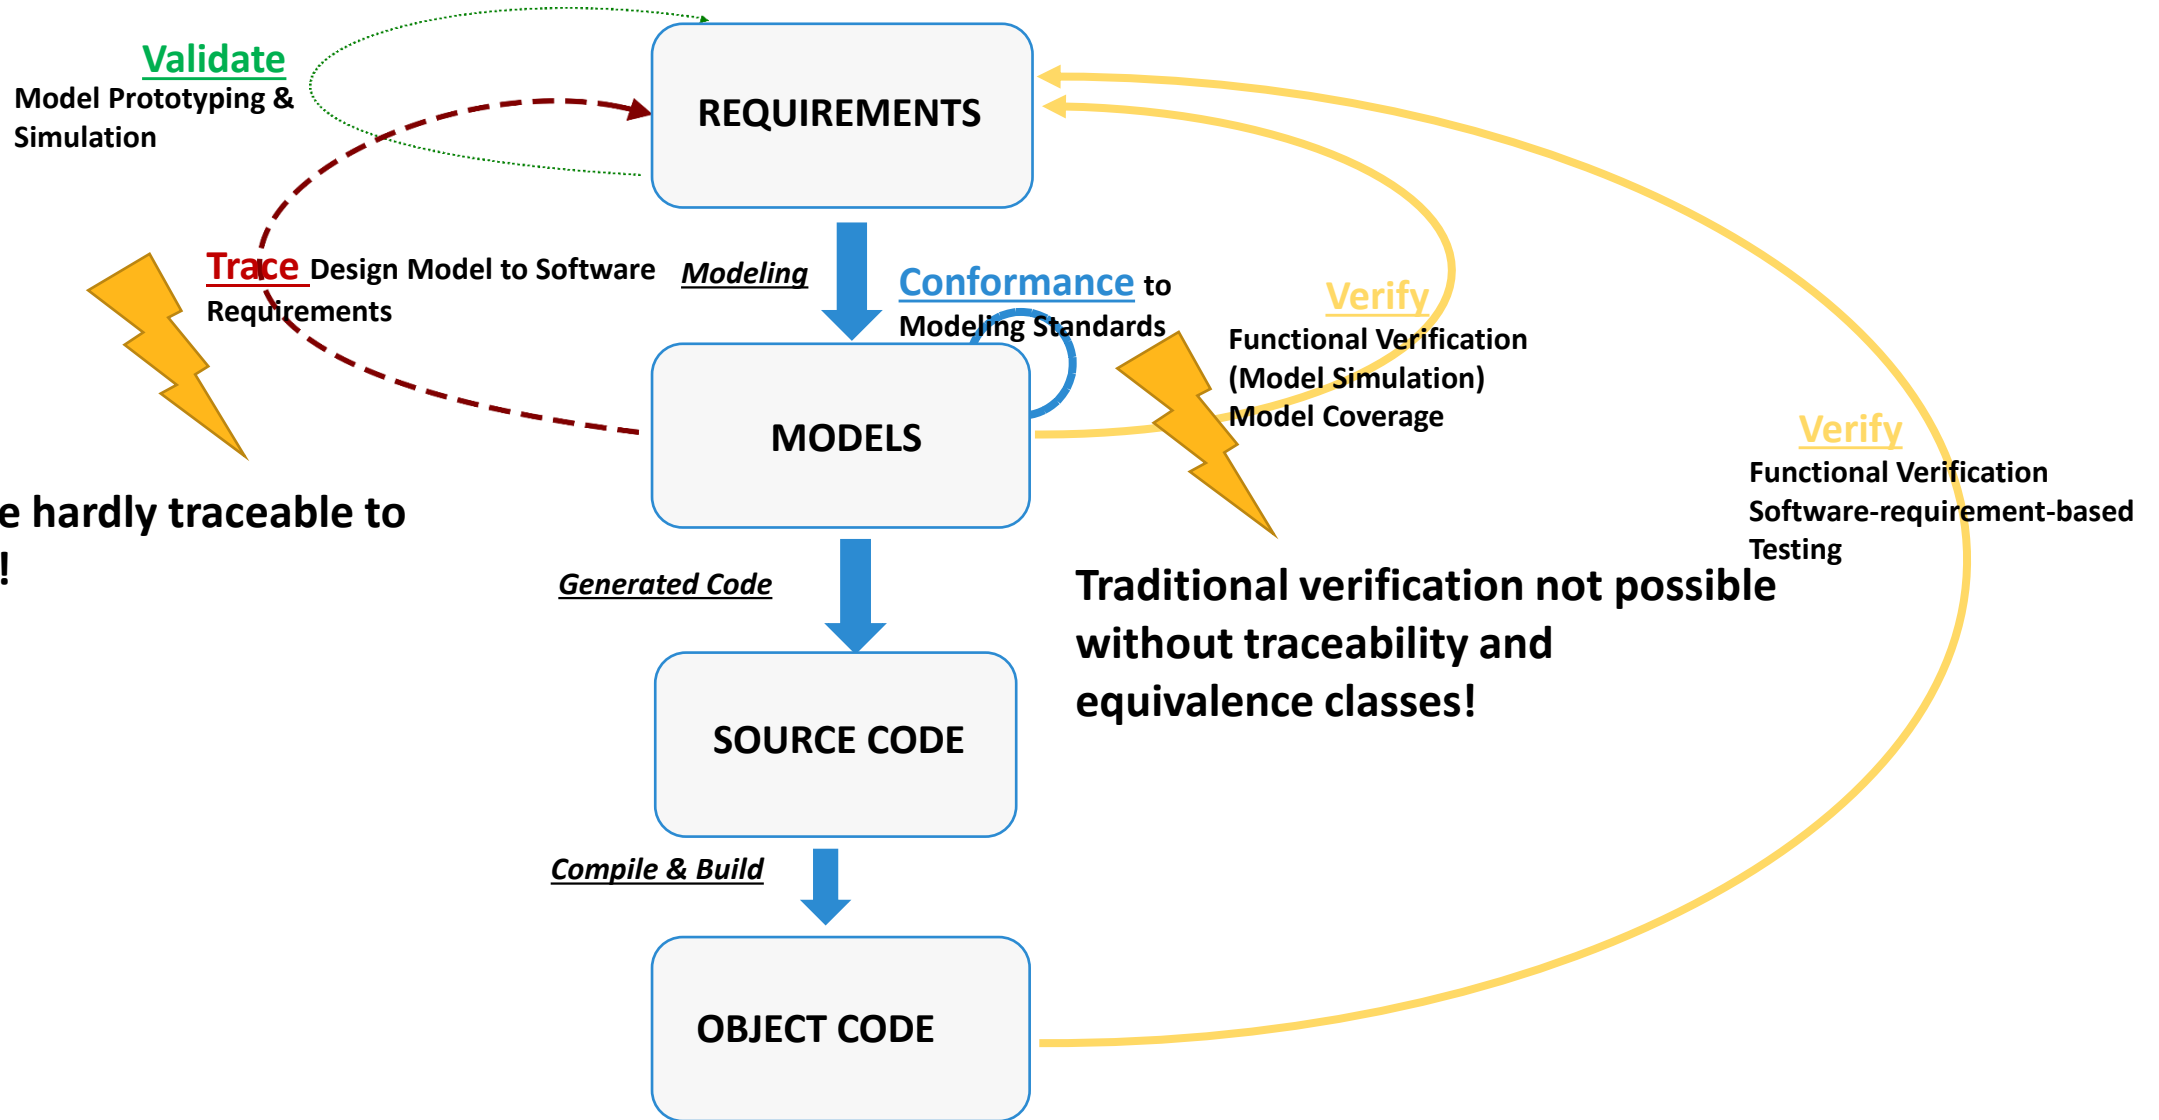 Validate
Model Prototyping &
Simulation
REQUIREMENTS
Trace Design Model to Software
Requirements
Modeling
Conformance to
Modeling Standards
Verify
Functional Verification
(Model Simulation)
Model Coverage
MODELS
Verify
Functional Verification
Software-requirement-based
Testing
hardly traceable to
!
Generated Code
Traditional verification not possible
without traceability and
equivalence classes!
SOURCE CODE
Compile & Build
OBJECT CODE